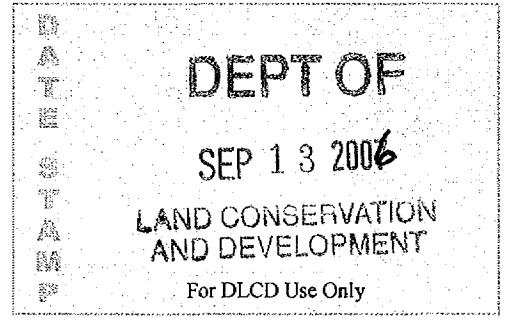 DATE STAMP
DEPT OF
SEP 13 2006
LAND CONSERVATION
AND DEVELOPMENT
For DLCD Use Only